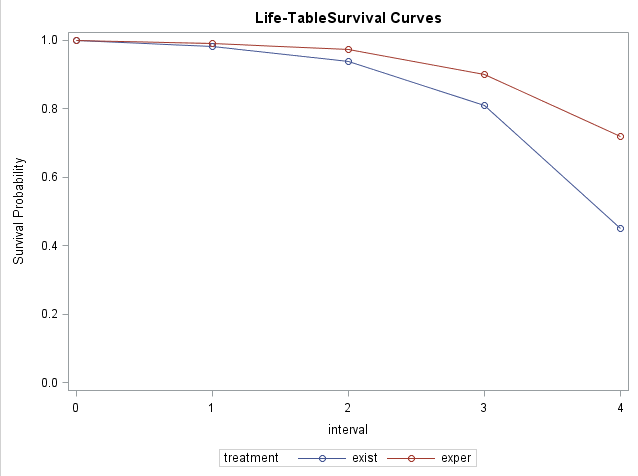 Life-TableSurvival Curves
1.0
0.8
0.6
0.4
0.2
0.0
Survival Probability
0 1 2 3 4
interval
treatment exist exper